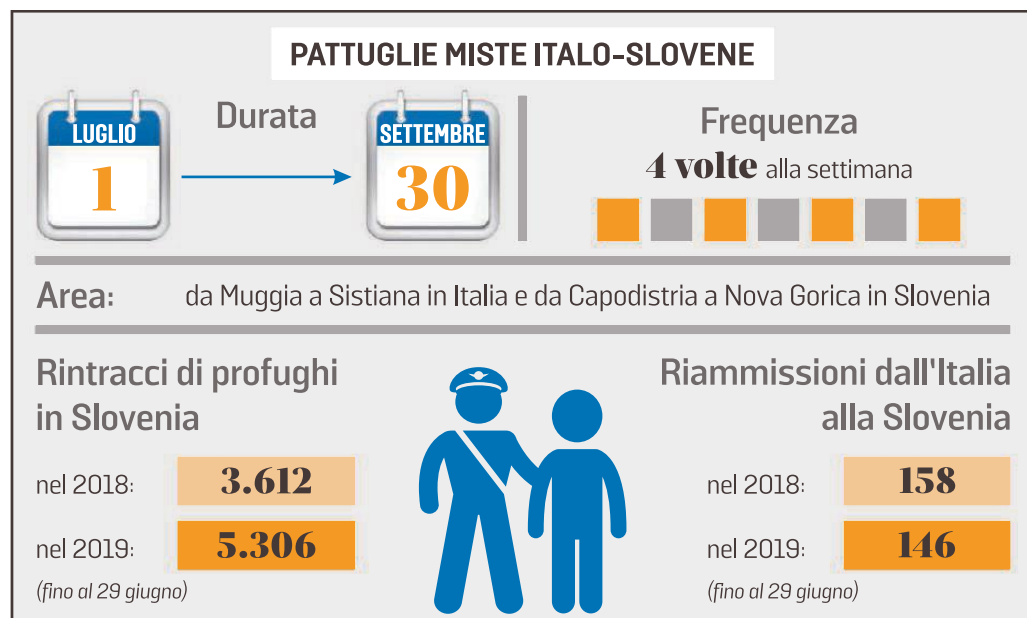 PATTUGLIE MISTE ITALO-SLOVENE
Durata
LUGLIO
1
SETTEMBRE
30
Frequenza
4 volte alla settimana
Area: da Muggia a Sistiana in Italia e da Capodistria a Nova Gorica in Slovenia
Rintracci di profughi
in Slovenia
nel 2018: 3.612
nel 2019: 5.306
(fino al 29 giugno)
Riammissioni dall'Italia
alla Slovenia
nel 2018: 158
nel 2019: 146
(fino al 29 giugno)